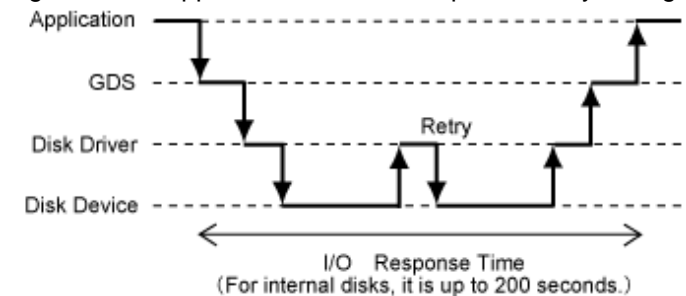 Application
GDS
Retry
Disk Driver
Disk Device
I/O Response Time
(For internal disks, it is up to 200 seconds.)